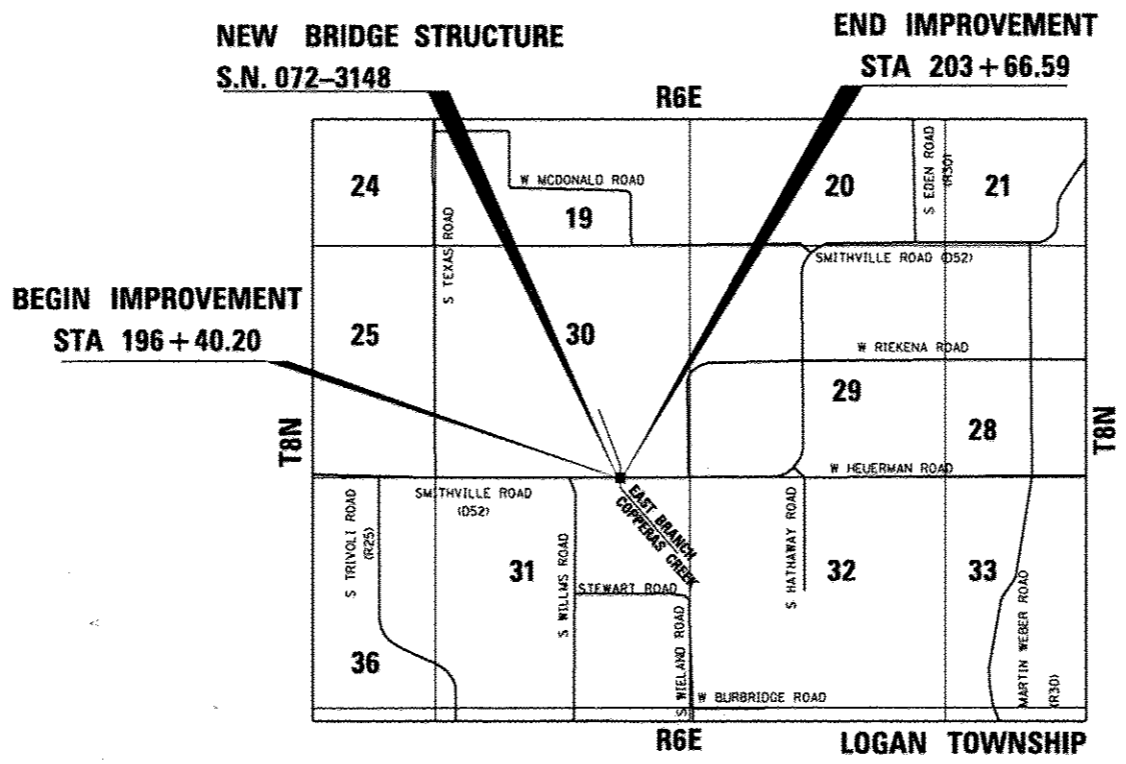 NEW BRIDGE STRUCTURE
S.N. 072-3148
END IMPROVEMENT
STA 203+66.59
R6E
24
W MCDONALD ROAD
19
20
S EDEN ROAD
(R30)
21
S TEXAS ROAD
SMITHVILLE ROAD (D52)
BEGIN IMPROVEMENT
STA 196+40.20
25
30
W RIEKENA ROAD
29
28
T8N
T8N
W HEUERMAN ROAD
SMITHVILLE ROAD
(D52)
EAST BRANCH
COPPERAS CREEK
S TRIVOLI ROAD
(R25)
31
S WILLMS ROAD
STEWART ROAD
S HATHAWAY ROAD
32
33
MARTIN WEBER ROAD
(R30)
36
S WIELAND ROAD
W BURBRIDGE ROAD
R6E
LOGAN TOWNSHIP